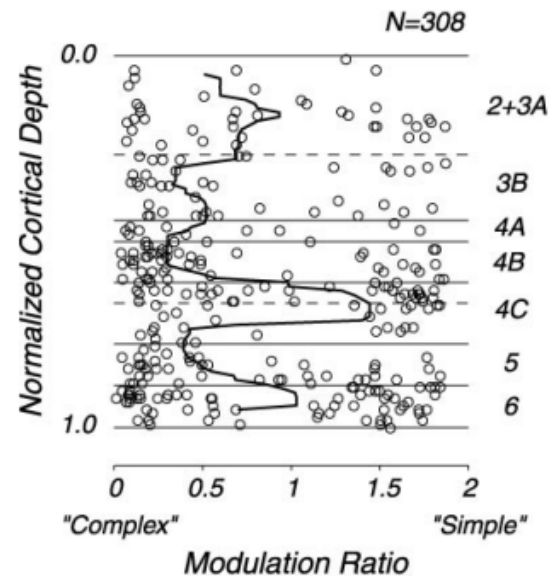 N=308
0.0
2+3A
3B
4A
4B
4C
5
6
1.0
Normalized Cortical Depth
0 0.5 1 1.5 2
"Complex" "Simple"
Modulation Ratio